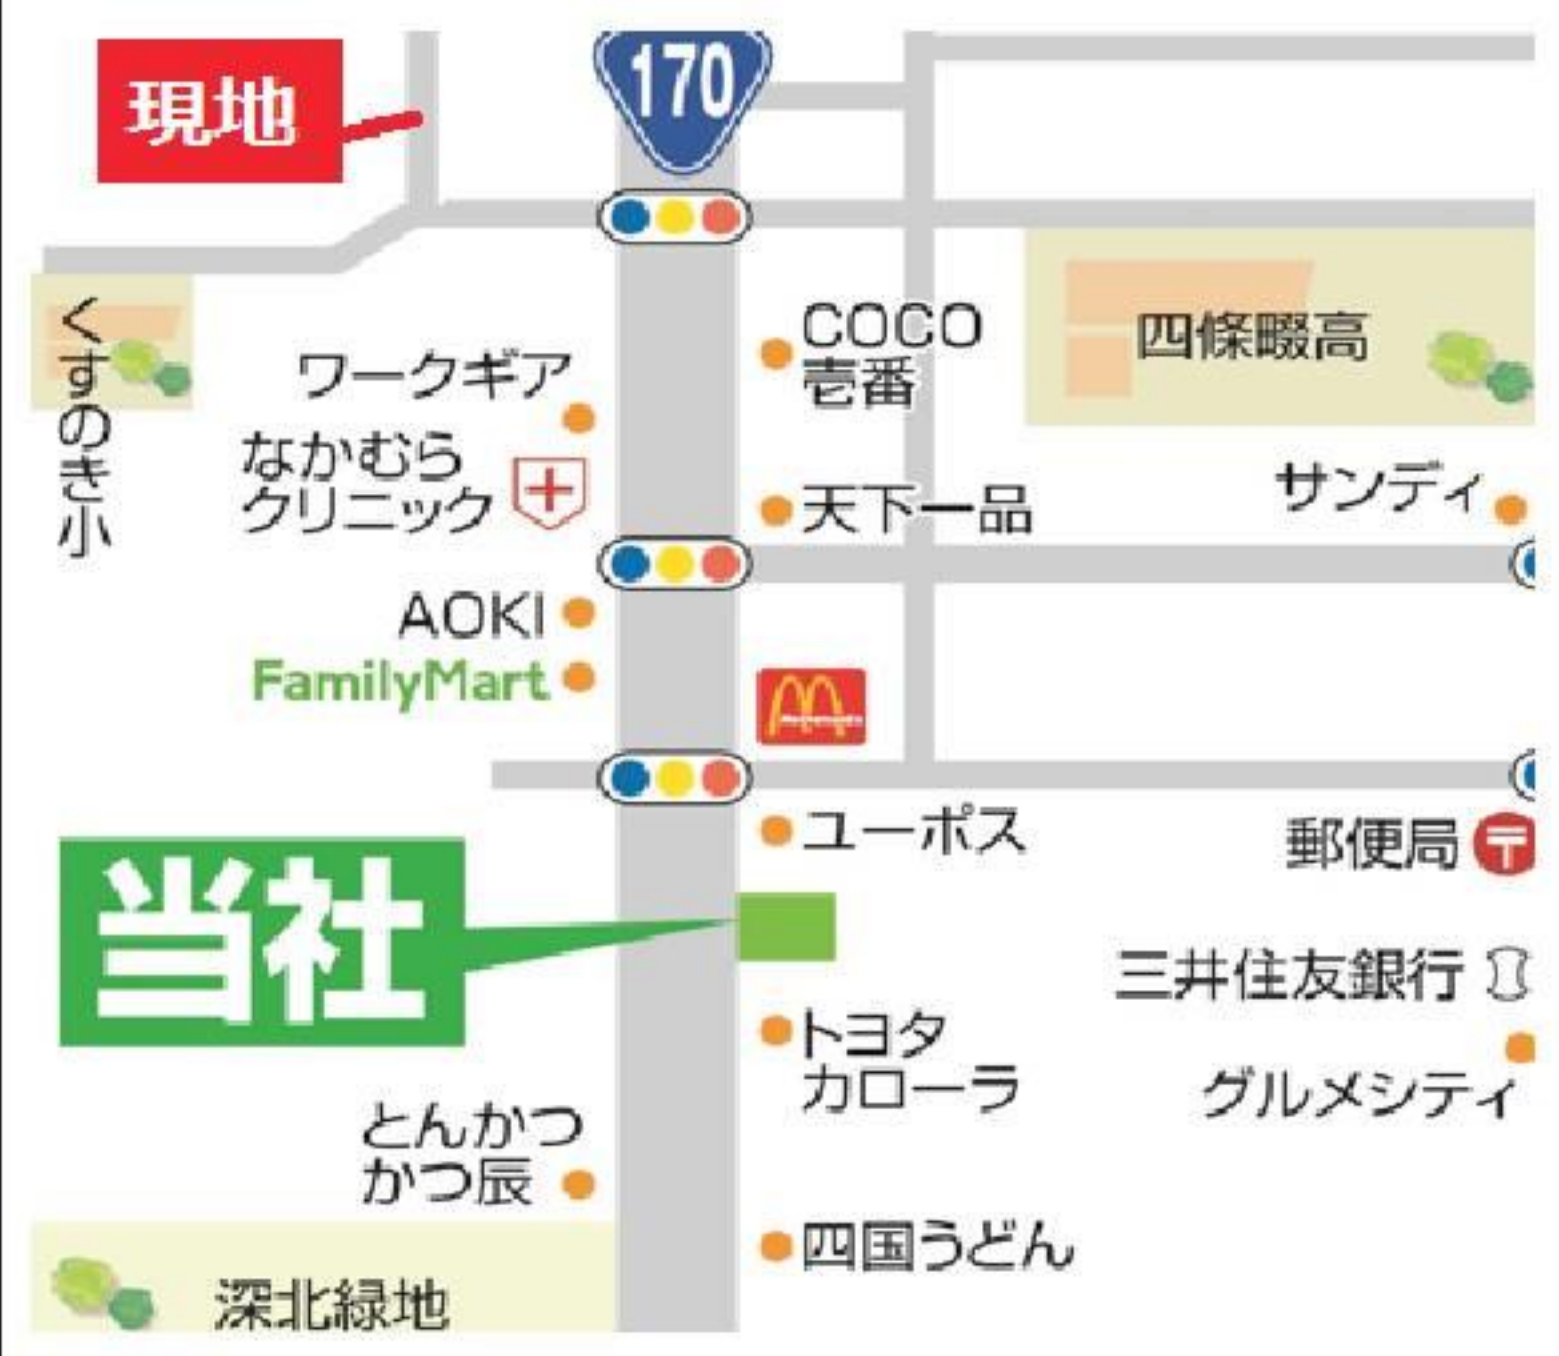 現地
170
くすのき小
ワークギア
なかむら
クリニック
COCO
壱番
四條畷高
天下一品
サンディ
AOKI
FamilyMart
McDonald's
ユーポス
郵便局
当社
三井住友銀行
トヨタ
カローラ
グルメシティ
とんかつ
かつ辰
四国うどん
深北緑地